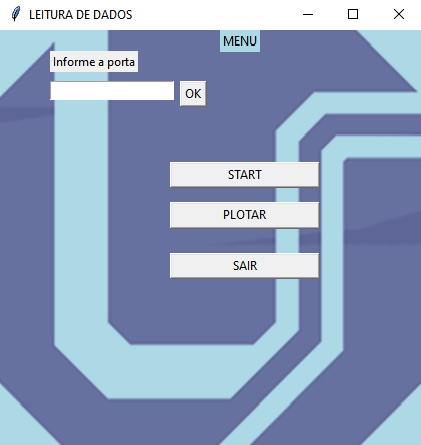 LEITURA DE DADOS
MENU
Informe a porta
OK
START
PLOTAR
SAIR